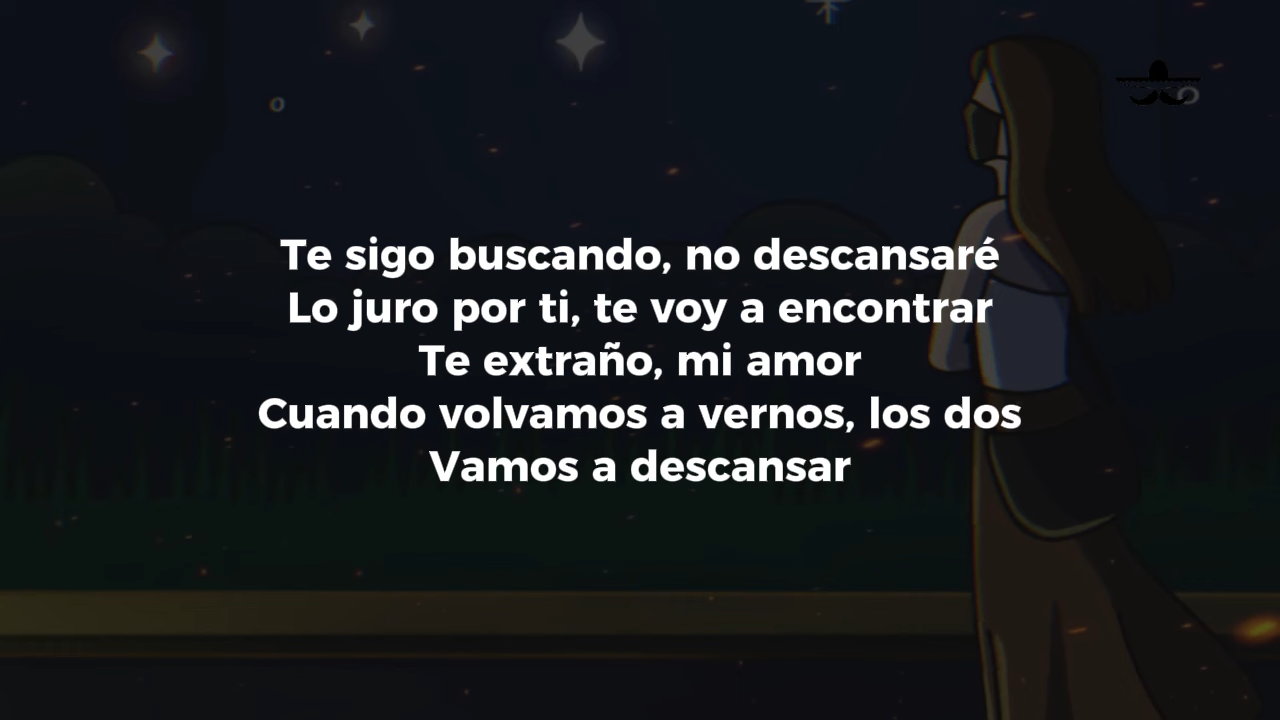 Te sigo buscando, no descansaré
Lo juro por ti, te voy a encontrar
Te extraño, mi amor
Cuando volvamos a vernos, los dos
Vamos a descansar